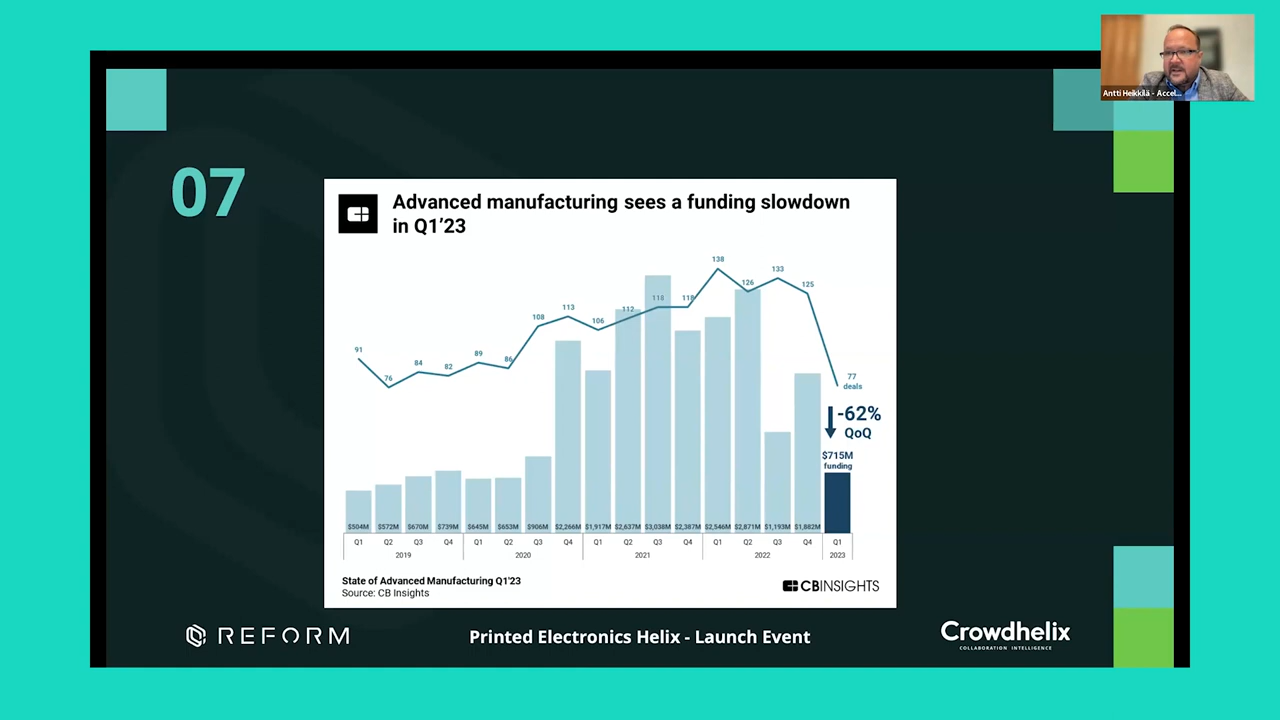 Antti Heikkilä - Accel...
07
Advanced manufacturing sees a funding slowdown
in Q1’23
91
76
84
82
89
86
108
113
106
112
118
118
138
126
133
125
77
deals
-62%
QoQ
$715M
funding
$504M $572M $670M $739M $645M $653M $906M $2,266M $1,917M $2,637M $3,038M $2,387M $2,546M $2,871M $1,193M $1,882M
Q1 Q2 Q3 Q4 Q1 Q2 Q3 Q4 Q1 Q2 Q3 Q4 Q1 Q2 Q3 Q4 Q1
2019 2020 2021 2022 2023
State of Advanced Manufacturing Q1'23
Source: CB Insights
CBINSIGHTS
REFORM
Printed Electronics Helix - Launch Event
Crowdhelix
COLLABORATION INTELLIGENCE